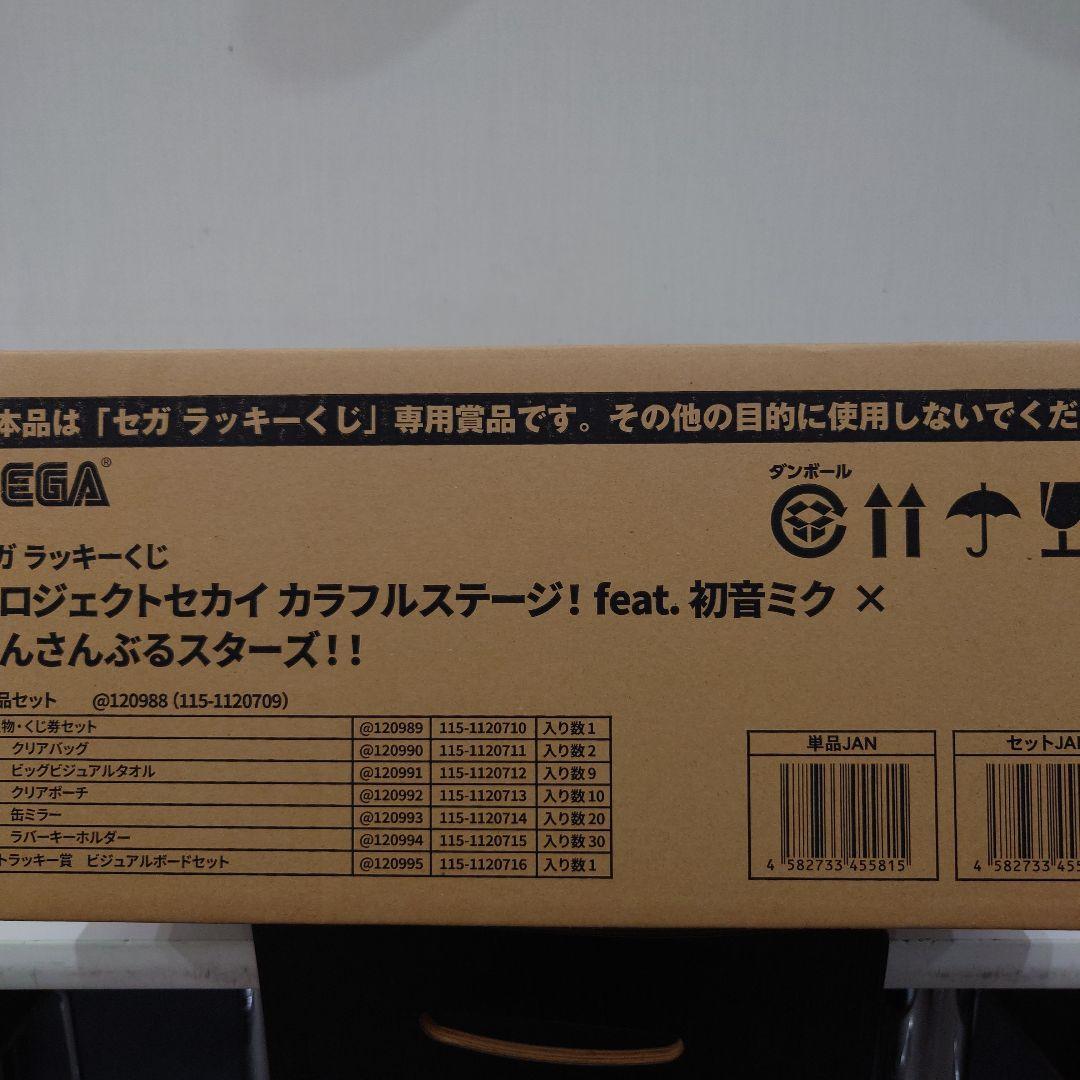 本品は「セガ ラッキーくじ」専用賞品です。その他の目的に使用しないでくだ
EGA®
ダンボール
ガ ラッキーくじ
ロジェクトセカイ カラフルステージ! feat. 初音ミク ×
んさんぶるスターズ!!
品セット @120988 (115-1120709)
物・くじ券セット @120989 115-1120710 入り数 1
クリアバッグ @120990 115-1120711 入り数 2
ビッグビジュアルタオル @120991 115-1120712 入り数 9
クリアポーチ @120992 115-1120713 入り数 10
缶ミラー @120993 115-1120714 入り数 20
ラバーキーホルダー @120994 115-1120715 入り数 30
トラッキー賞 ビジュアルボードセット @120995 115-1120716 入り数 1
単品JAN
4 582733 455815
セットJAN
4 582733 455